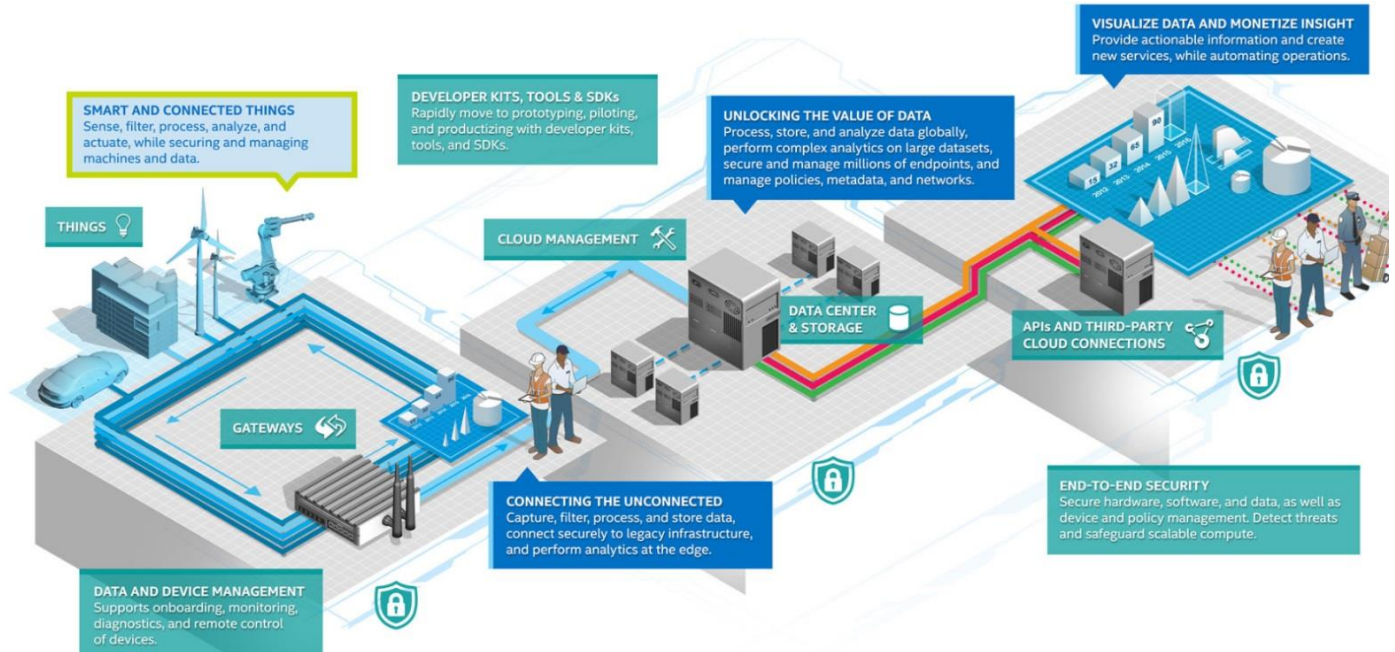 VISUALIZE DATA AND MONETIZE INSIGHT
Provide actionable information and create
new services, while automating operations.
SMART AND CONNECTED THINGS
Sense, filter, process, analyze, and
actuate, while securing and managing
machines and data.
DEVELOPER KITS, TOOLS & SDKs
Rapidly move to prototyping, piloting,
and productizing with developer kits,
tools, and SDKs.
UNLOCKING THE VALUE OF DATA
Process, store, and analyze data globally,
perform complex analytics on large datasets,
secure and manage millions of endpoints, and
manage policies, metadata, and networks.
15
32
65
90
2012
2013
2014
2015
2016
THINGS
CLOUD MANAGEMENT
DATA CENTER
& STORAGE
APIs AND THIRD-PARTY
CLOUD CONNECTIONS
GATEWAYS
CONNECTING THE UNCONNECTED
Capture, filter, process, and store data,
connect securely to legacy infrastructure,
and perform analytics at the edge.
END-TO-END SECURITY
Secure hardware, software, and data, as well as
device and policy management. Detect threats
and safeguard scalable compute.
DATA AND DEVICE MANAGEMENT
Supports onboarding, monitoring,
diagnostics, and remote control
of devices.